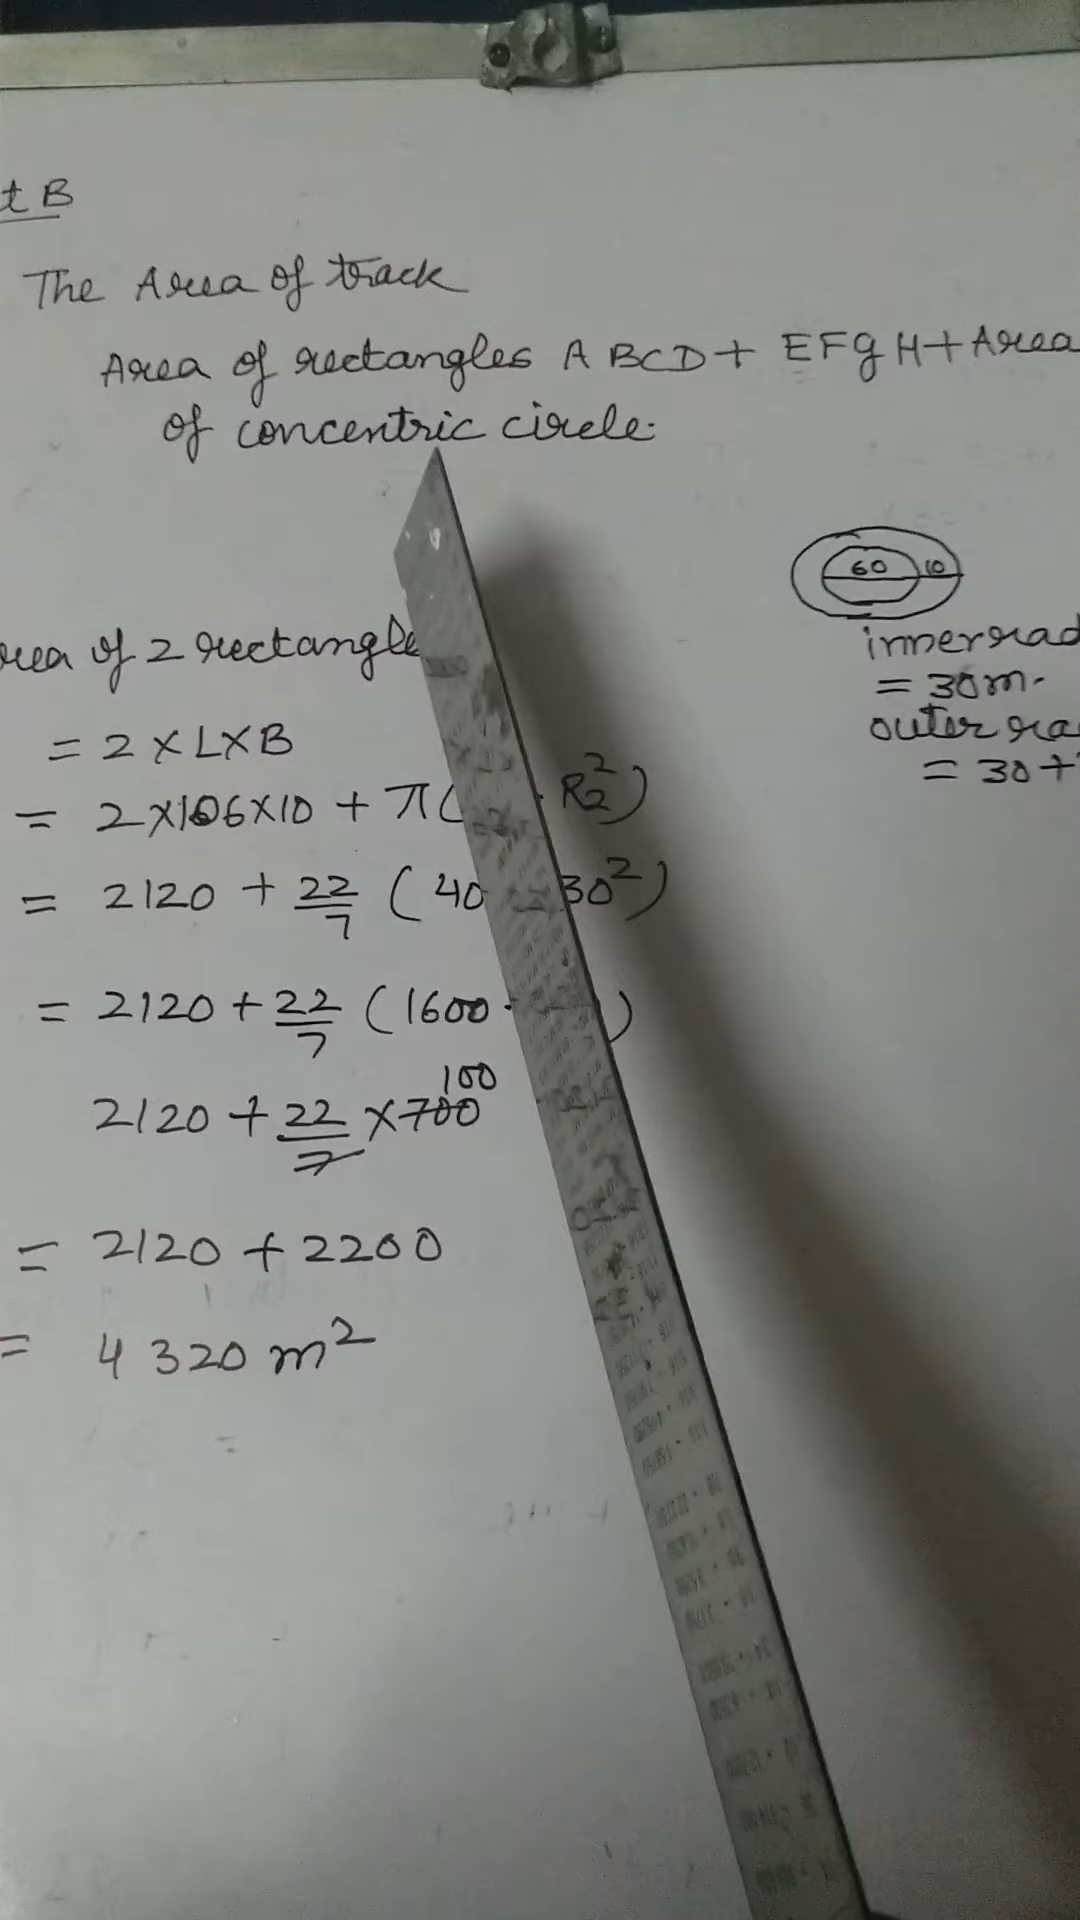 t B
The Area of track
Area of rectangles ABCD + EFgH + Area
of concentric circle.
60 10
innerrad
= 30m.
outer ra
= 30+
rea of 2 rectangle
= 2 × L × B
= 2×106×10 + π( R₂²)
= 2120 + 22/7 (40 30²)
= 2120 + 22/7 (1600 )
100
2120 + 22/7 × 700
= 2120 + 2200
= 4320 m²